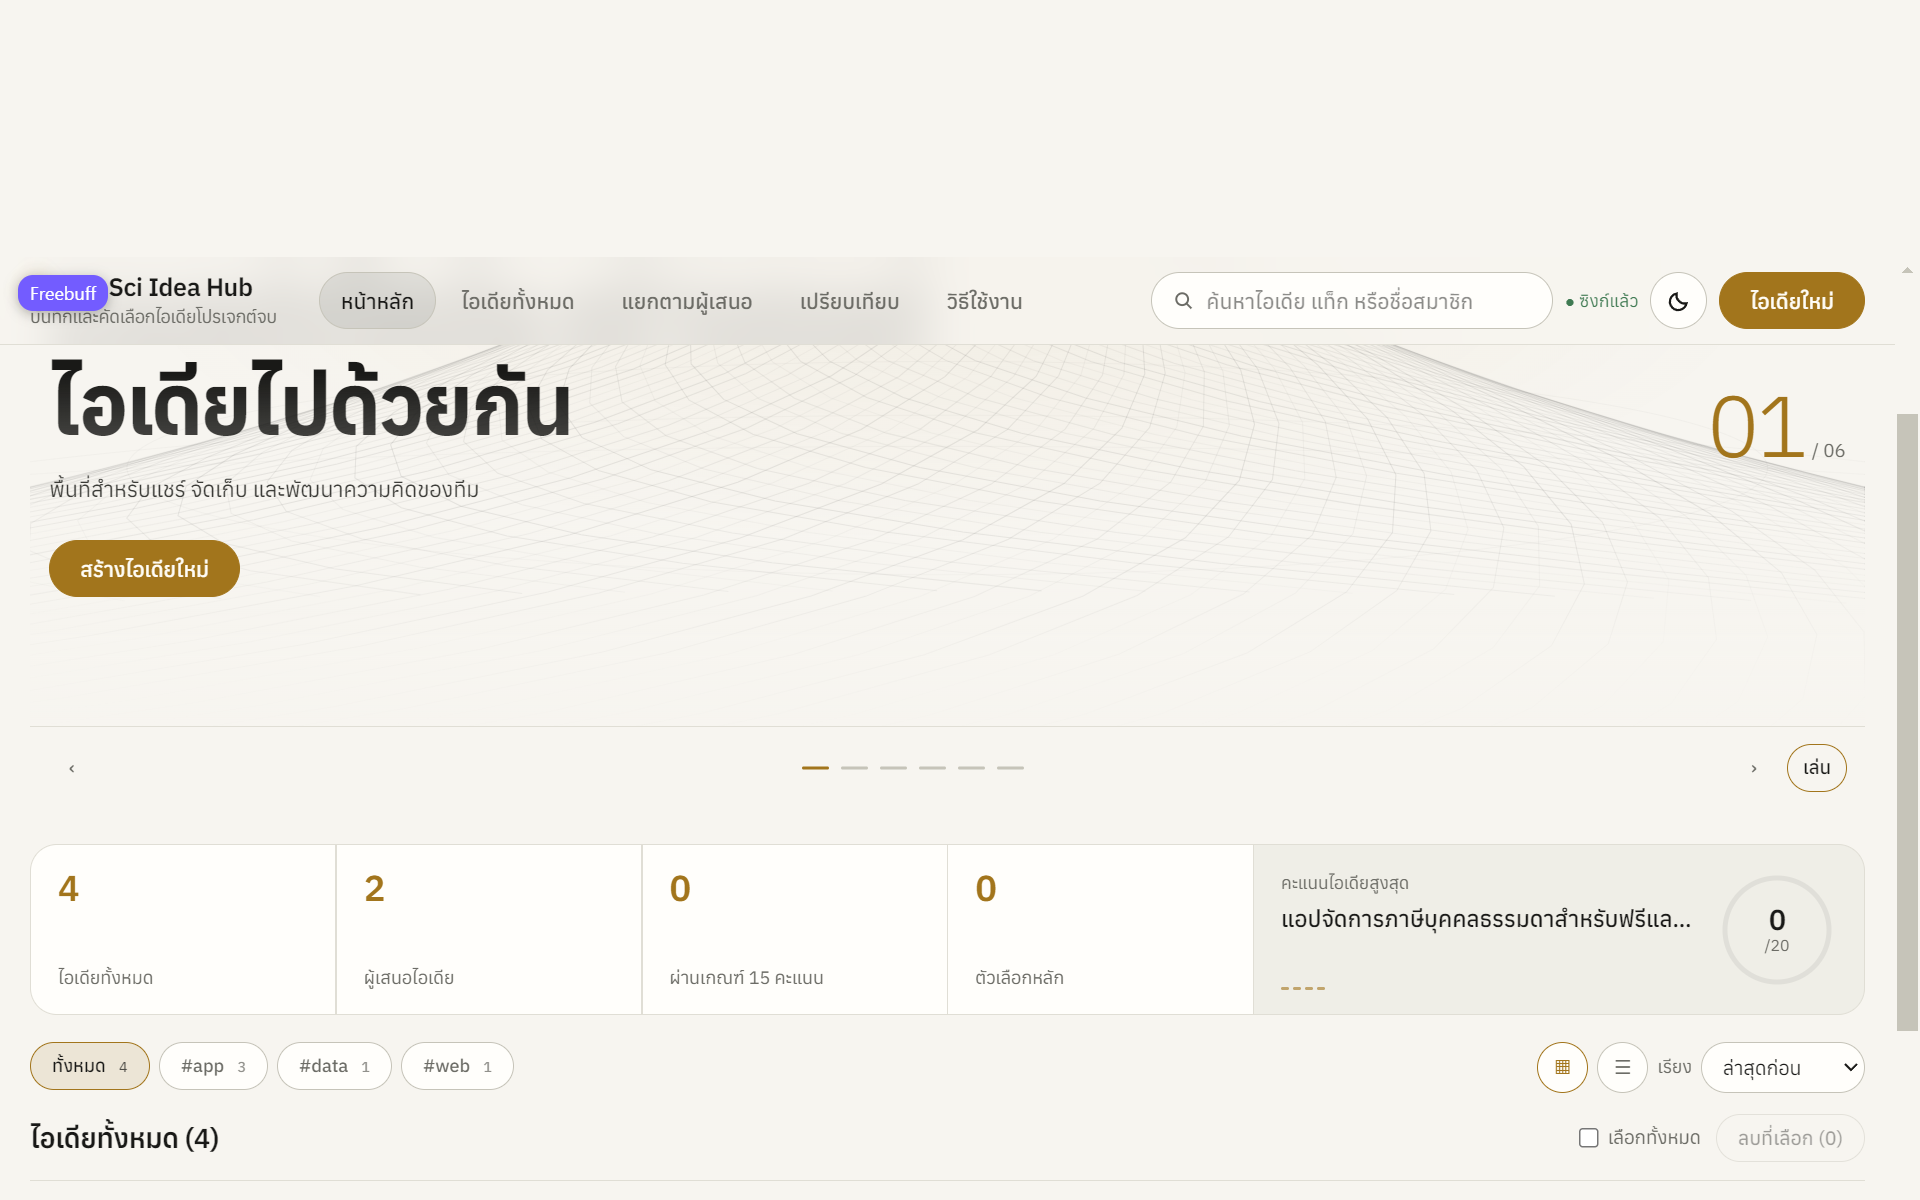 Freebuff
Sci Idea Hub
บันทึกและคัดเลือกไอเดียโปรเจกต์จบ
หน้าหลัก
ไอเดียทั้งหมด
แยกตามผู้เสนอ
เปรียบเทียบ
วิธีใช้งาน
ค้นหาไอเดีย แท็ก หรือชื่อสมาชิก
ซิงก์แล้ว
ไอเดียใหม่
ไอเดียไปด้วยกัน
01 / 06
พื้นที่สำหรับแชร์ จัดเก็บ และพัฒนาความคิดของทีม
สร้างไอเดียใหม่
‹
›
เล่น
4
ไอเดียทั้งหมด
2
ผู้เสนอไอเดีย
0
ผ่านเกณฑ์ 15 คะแนน
0
ตัวเลือกหลัก
คะแนนไอเดียสูงสุด
แอปจัดการภาษีบุคคลธรรมดาสำหรับฟรีแล...
0
/20
ทั้งหมด 4
#app 3
#data 1
#web 1
เรียง
ล่าสุดก่อน
ไอเดียทั้งหมด (4)
เลือกทั้งหมด
ลบที่เลือก (0)